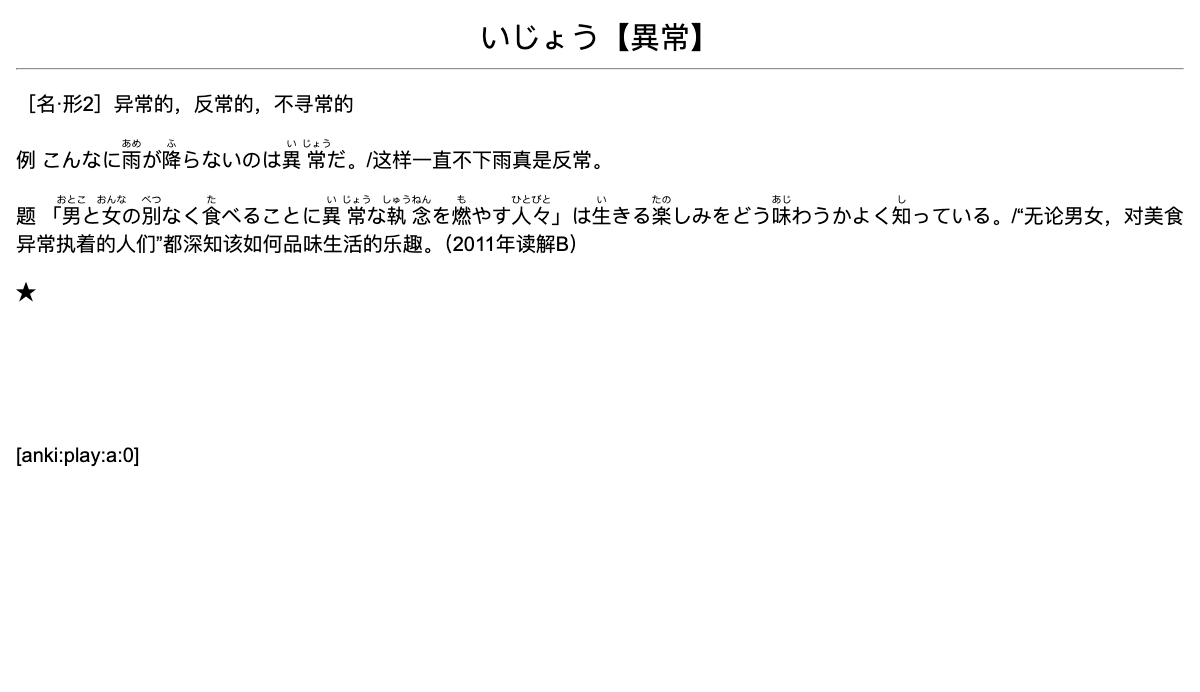 いじょう【異常】
［名·形2］异常的，反常的，不寻常的
あめ ふ い じょう
例 こんなに雨が降らないのは異常だ。/这样一直不下雨真是反常。
おとこ おんな べつ た い じょう しゅうねん も ひとびと い たの あじ し
题 「男と女の別なく食べることに異常な執念を燃やす人々」は生きる楽しみをどう味わうかよく知っている。/“无论男女，对美食
异常执着的人们”都深知该如何品味生活的乐趣。（2011年读解B）
★
[anki:play:a:0]